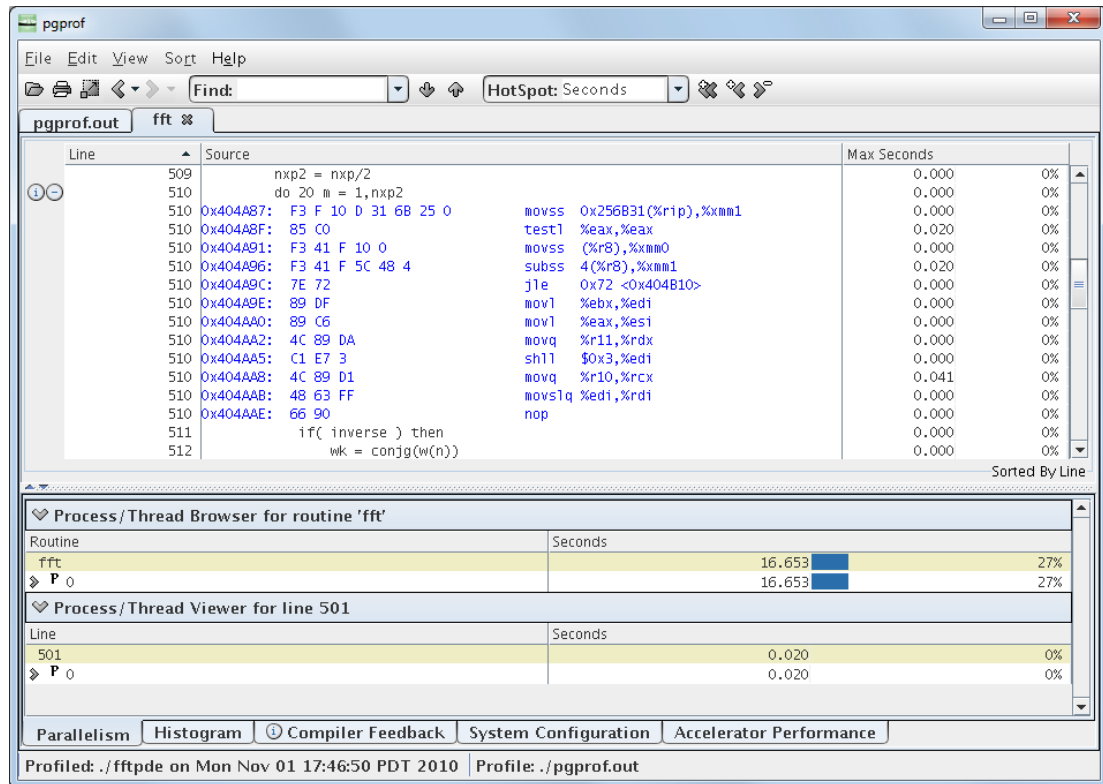 pgprof
File Edit View Sort Help
Find: HotSpot: Seconds
pgprof.out fft
Line Source Max Seconds
509 nxp2 = nxp/2 0.000 0%
510 do 20 m = 1,nxp2 0.000 0%
510 0x404A87: F3 F 10 D 31 6B 25 0 movss 0x256B31(%rip),%xmm1 0.000 0%
510 0x404A8F: 85 C0 testl %eax,%eax 0.020 0%
510 0x404A91: F3 41 F 10 0 movss (%r8),%xmm0 0.000 0%
510 0x404A96: F3 41 F 5C 48 4 subss 4(%r8),%xmm1 0.020 0%
510 0x404A9C: 7E 72 jle 0x72 <0x404B10> 0.000 0%
510 0x404A9E: 89 DF movl %ebx,%edi 0.000 0%
510 0x404AA0: 89 C6 movl %eax,%esi 0.000 0%
510 0x404AA2: 4C 89 DA movq %r11,%rdx 0.000 0%
510 0x404AA5: C1 E7 3 shll $0x3,%edi 0.000 0%
510 0x404AA8: 4C 89 D1 movq %r10,%rcx 0.041 0%
510 0x404AAB: 48 63 FF movslq %edi,%rdi 0.000 0%
510 0x404AAE: 66 90 nop 0.000 0%
511 if( inverse ) then 0.000 0%
512 wk = conjg(w(n)) 0.000 0%
Sorted By Line
Process/Thread Browser for routine 'fft'
Routine Seconds
fft 16.653 27%
P 0 16.653 27%
Process/Thread Viewer for line 501
Line Seconds
501 0.020 0%
P 0 0.020 0%
Parallelism Histogram Compiler Feedback System Configuration Accelerator Performance
Profiled: ./fftpde on Mon Nov 01 17:46:50 PDT 2010 Profile: ./pgprof.out